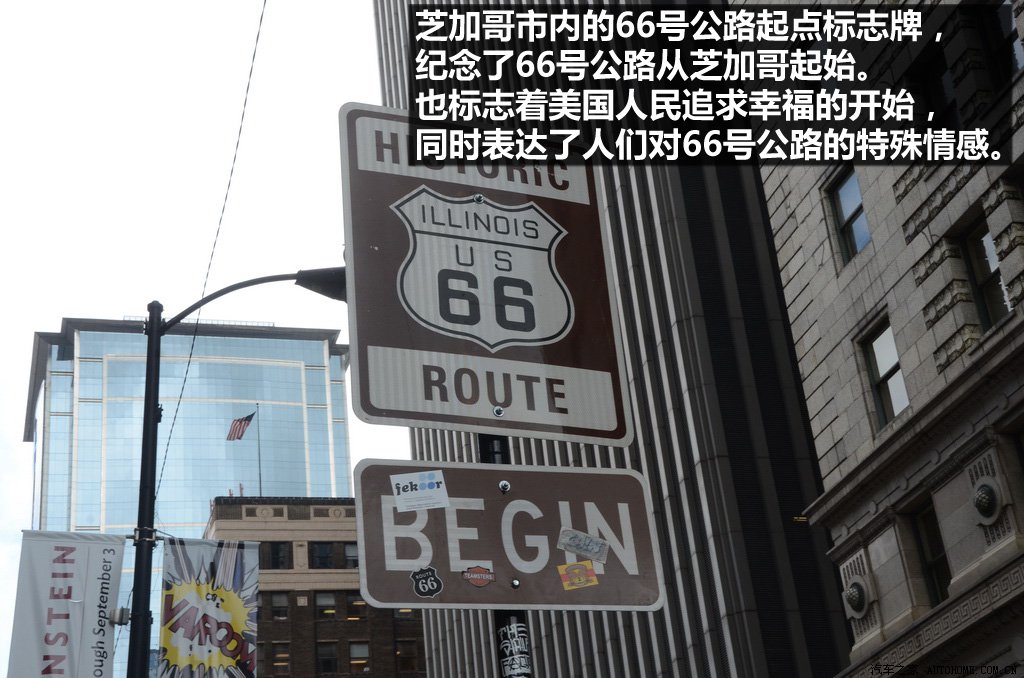 芝加哥市内的66号公路起点标志牌，
纪念了66号公路从芝加哥起始。
也标志着美国人民追求幸福的开始，
同时表达了人们对66号公路的特殊情感。
HISTORIC
ILLINOIS
US
66
ROUTE
fekoor
BEGIN
ROUTE
66
TEAMSTERS
NSTEIN
ough September 3
VAROOM
汽车之家 AUTOHOME.COM.CN